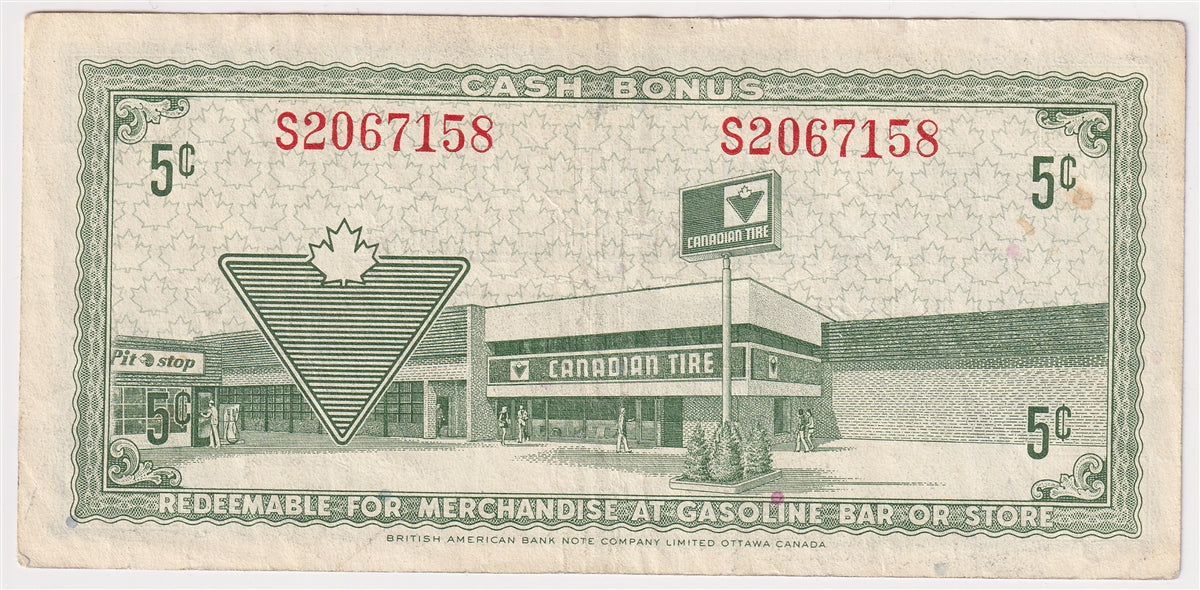 CASH BONUS
S2067158 S2067158
5¢ 5¢
CANADIAN TIRE
Pit stop
CANADIAN TIRE
5¢ 5¢
REDEEMABLE FOR MERCHANDISE AT GASOLINE BAR OR STORE
BRITISH AMERICAN BANK NOTE COMPANY LIMITED OTTAWA CANADA